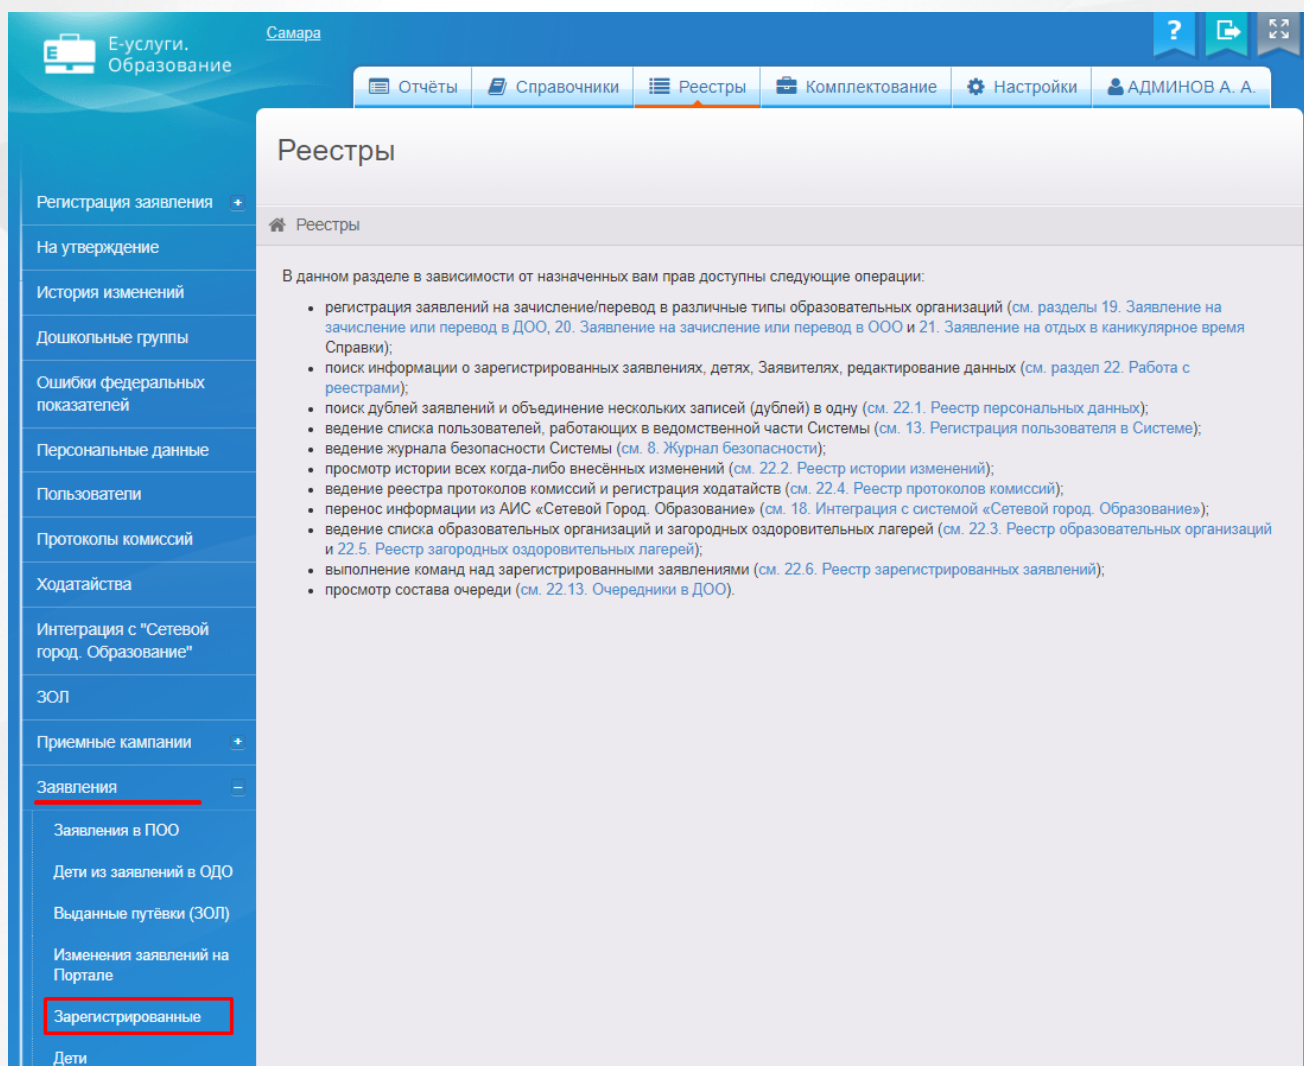 Е-услуги.
Образование
Самара
?
Отчёты
Справочники
Реестры
Комплектование
Настройки
АДМИНОВ А. А.
Реестры
Регистрация заявления
На утверждение
История изменений
Дошкольные группы
Ошибки федеральных
показателей
Персональные данные
Пользователи
Протоколы комиссий
Ходатайства
Интеграция с "Сетевой
город. Образование"
ЗОЛ
Приемные кампании
Заявления
Заявления в ПОО
Дети из заявлений в ОДО
Выданные путёвки (ЗОЛ)
Изменения заявлений на
Портале
Зарегистрированные
Дети
Реестры
В данном разделе в зависимости от назначенных вам прав доступны следующие операции:
• регистрация заявлений на зачисление/перевод в различные типы образовательных организаций (см. разделы 19. Заявление на
зачисление или перевод в ДОО, 20. Заявление на зачисление или перевод в ООО и 21. Заявление на отдых в каникулярное время
Справки);
• поиск информации о зарегистрированных заявлениях, детях, Заявителях, редактирование данных (см. раздел 22. Работа с
реестрами);
• поиск дублей заявлений и объединение нескольких записей (дублей) в одну (см. 22.1. Реестр персональных данных);
• ведение списка пользователей, работающих в ведомственной части Системы (см. 13. Регистрация пользователя в Системе);
• ведение журнала безопасности Системы (см. 8. Журнал безопасности);
• просмотр истории всех когда-либо внесённых изменений (см. 22.2. Реестр истории изменений);
• ведение реестра протоколов комиссий и регистрация ходатайств (см. 22.4. Реестр протоколов комиссий);
• перенос информации из АИС «Сетевой Город. Образование» (см. 18. Интеграция с системой «Сетевой город. Образование»);
• ведение списка образовательных организаций и загородных оздоровительных лагерей (см. 22.3. Реестр образовательных организаций
и 22.5. Реестр загородных оздоровительных лагерей);
• выполнение команд над зарегистрированными заявлениями (см. 22.6. Реестр зарегистрированных заявлений);
• просмотр состава очереди (см. 22.13. Очередники в ДОО).